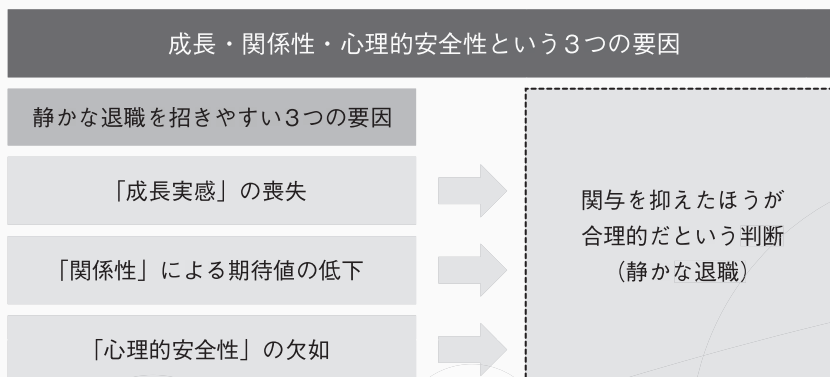 成長・関係性・心理的安全性という3つの要因
静かな退職を招きやすい3つの要因
「成長実感」の喪失
「関係性」による期待値の低下
「心理的安全性」の欠如
関与を抑えたほうが
合理的だという判断
（静かな退職）